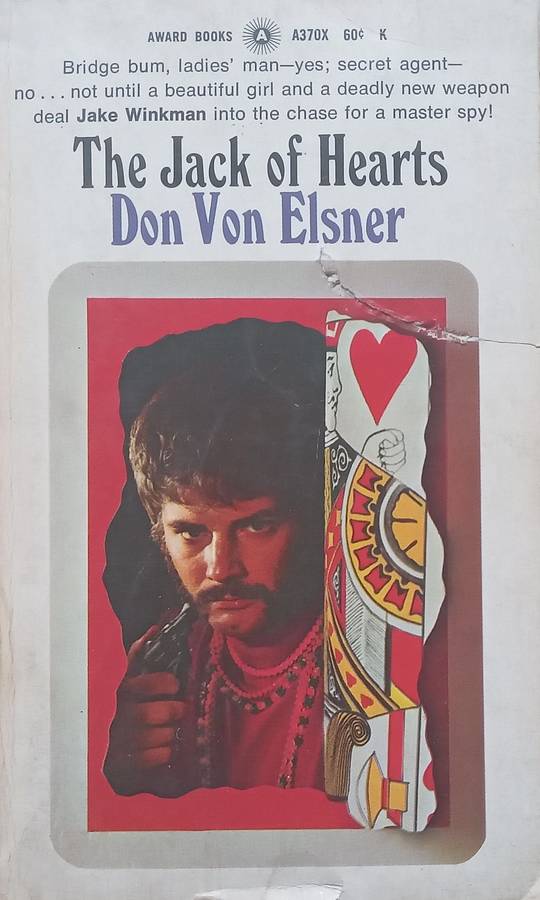 AWARD BOOKS A A370X 60¢ K
Bridge bum, ladies' man—yes; secret agent—
no . . . not until a beautiful girl and a deadly new weapon
deal Jake Winkman into the chase for a master spy!
The Jack of Hearts
Don Von Elsner